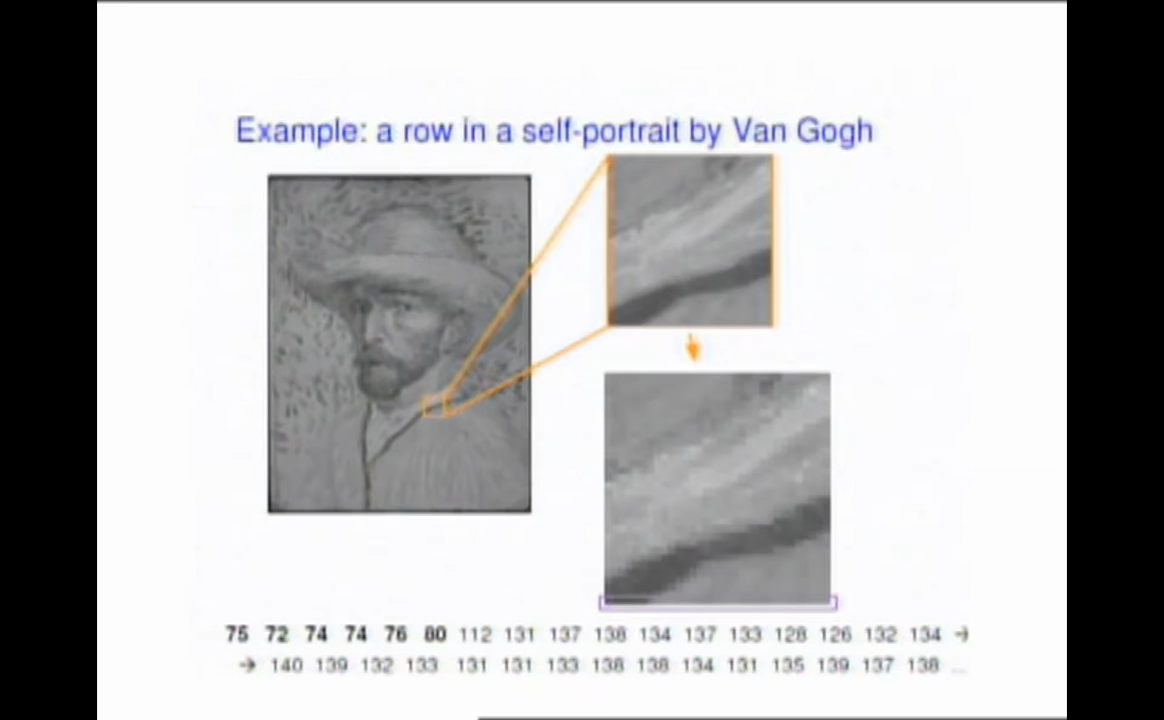 Example: a row in a self-portrait by Van Gogh
75 72 74 74 76 80 112 131 137 138 134 137 133 128 126 132 134 →
→ 140 139 132 133 131 131 133 138 138 134 131 135 139 137 138 ...